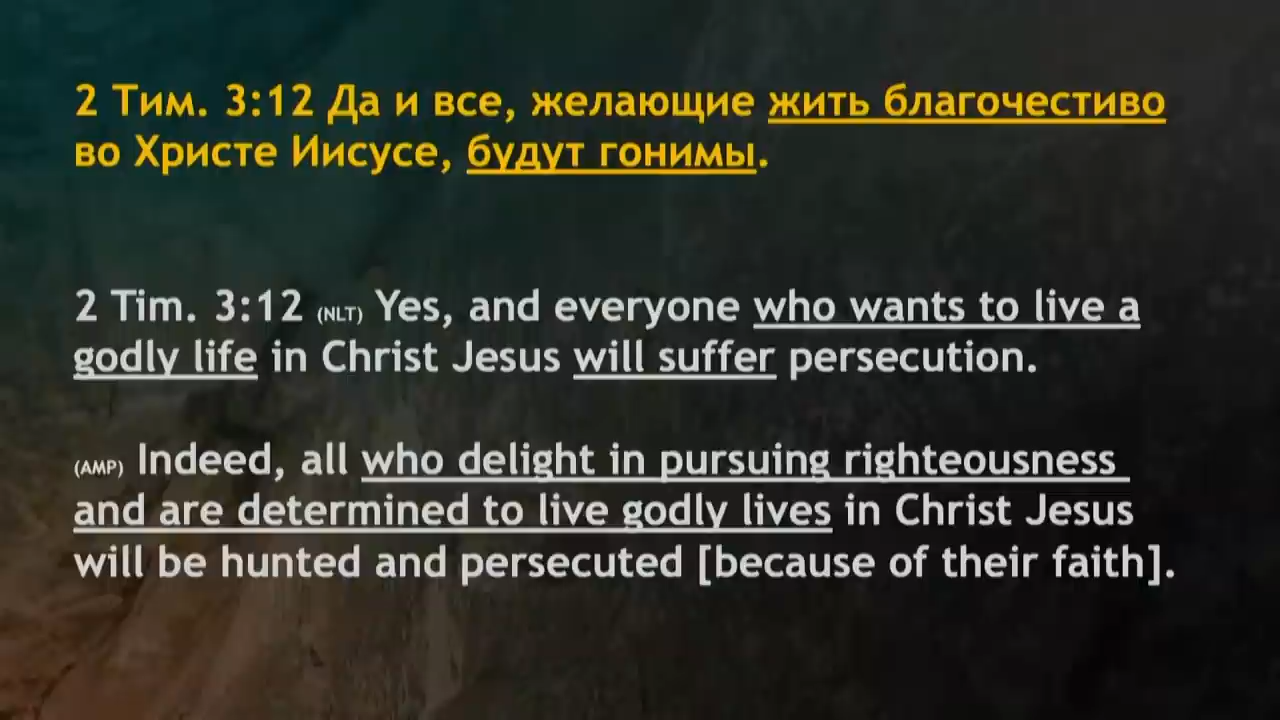 2 Тим. 3:12 Да и все, желающие жить благочестиво
во Христе Иисусе, будут гонимы.
2 Tim. 3:12 (NLT) Yes, and everyone who wants to live a
godly life in Christ Jesus will suffer persecution.
(AMP) Indeed, all who delight in pursuing righteousness
and are determined to live godly lives in Christ Jesus
will be hunted and persecuted [because of their faith].